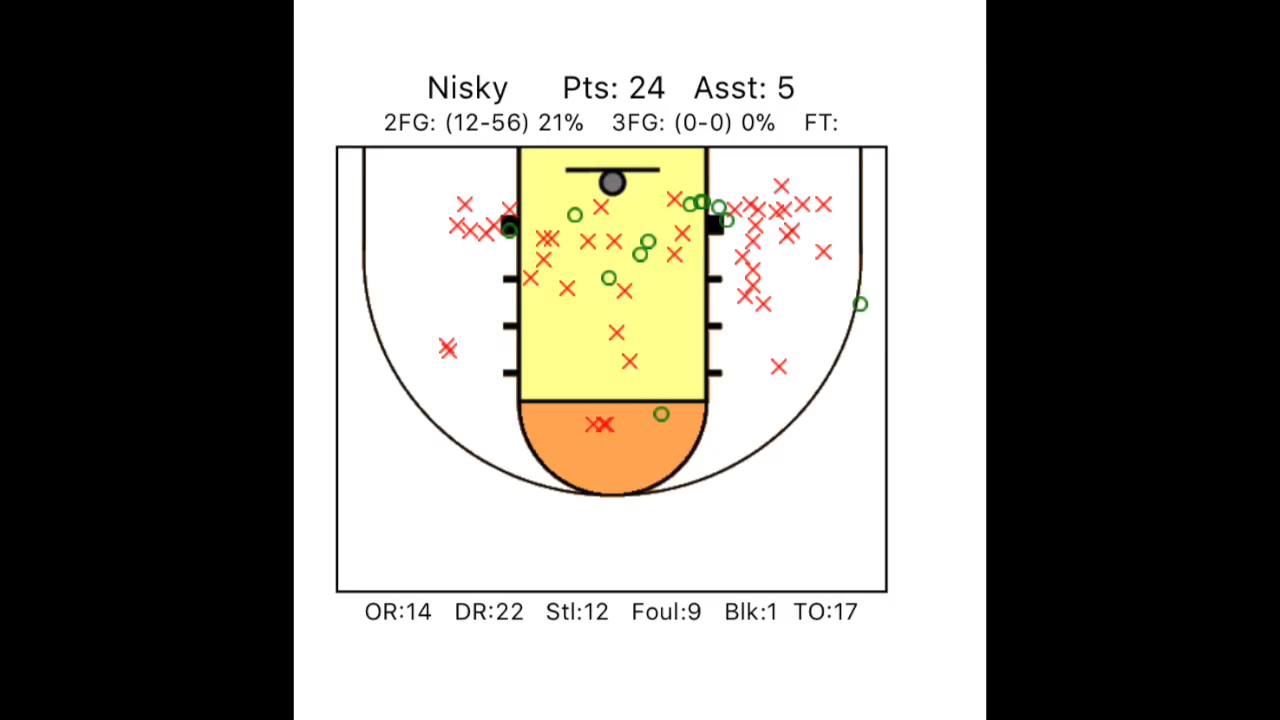 Nisky Pts: 24 Asst: 5
2FG: (12-56) 21% 3FG: (0-0) 0% FT:
OR:14 DR:22 Stl:12 Foul:9 Blk:1 TO:17